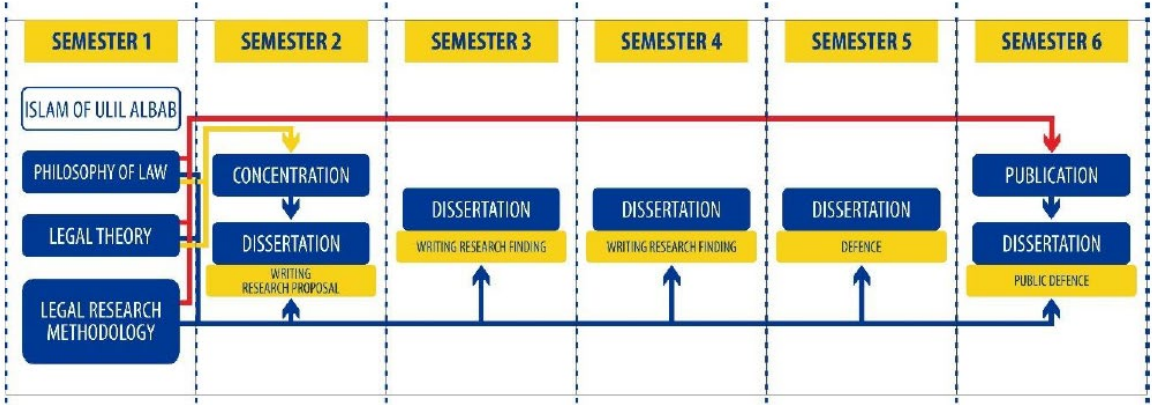 SEMESTER 1
SEMESTER 2
SEMESTER 3
SEMESTER 4
SEMESTER 5
SEMESTER 6
ISLAM OF ULIL ALBAB
PHILOSOPHY OF LAW
LEGAL THEORY
LEGAL RESEARCH
METHODOLOGY
CONCENTRATION
DISSERTATION
WRITING
RESEARCH PROPOSAL
DISSERTATION
WRITING RESEARCH FINDING
DISSERTATION
WRITING RESEARCH FINDING
DISSERTATION
DEFENCE
PUBLICATION
DISSERTATION
PUBLIC DEFENCE